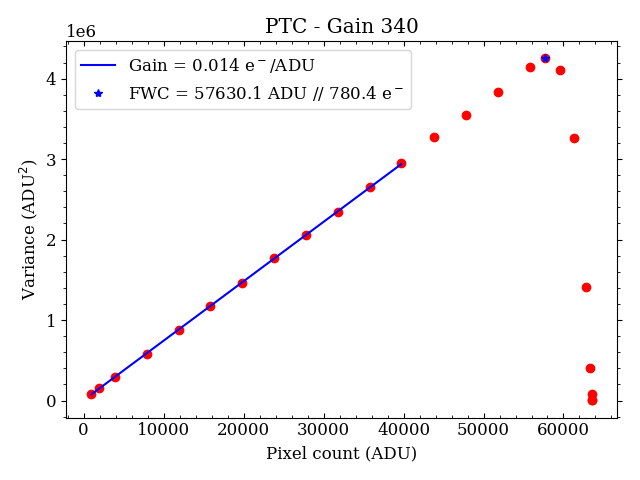 PTC - Gain 340
1e6
Gain = 0.014 e⁻/ADU
FWC = 57630.1 ADU // 780.4 e⁻
4
3
2
1
0
Variance (ADU²)
0 10000 20000 30000 40000 50000 60000
Pixel count (ADU)